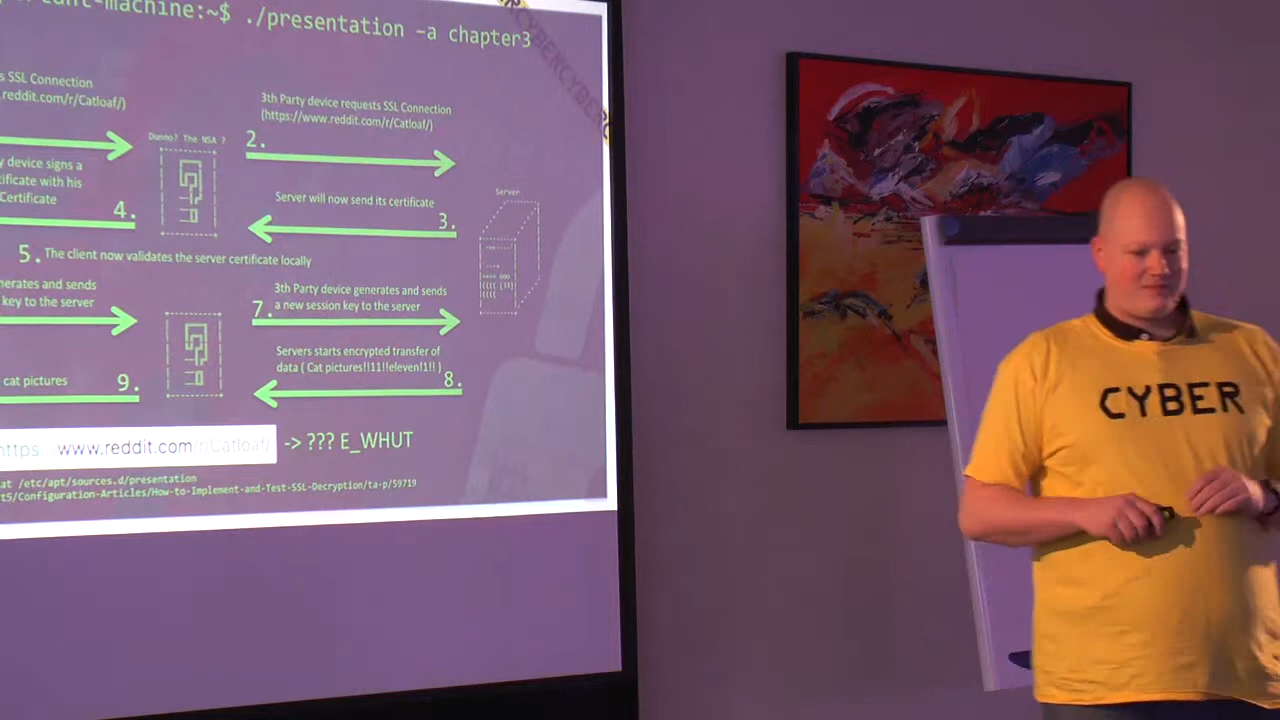 -machine:~$ ./presentation -a chapter3
CYBERCYBER
s SSL Connection
.reddit.com/r/Catloaf/)
3th Party device requests SSL Connection
(https://www.reddit.com/r/Catloaf/)
Dunno? The NSA ?
2.
y device signs a
tificate with his
Certificate
4.
Server will now send its certificate
3.
Server
5. The client now validates the server certificate locally
nerates and sends
key to the server
3th Party device generates and sends
7. a new session key to the server
Servers starts encrypted transfer of
data ( Cat pictures!!11!!eleven!1!! )
8.
cat pictures
9.
https://www.reddit.com/r/Catloaf/ -> ??? E_WHUT
at /etc/apt/sources.d/presentation
t5/Configuration-Articles/How-to-Implement-and-Test-SSL-Decryption/ta-p/59719
CYBER